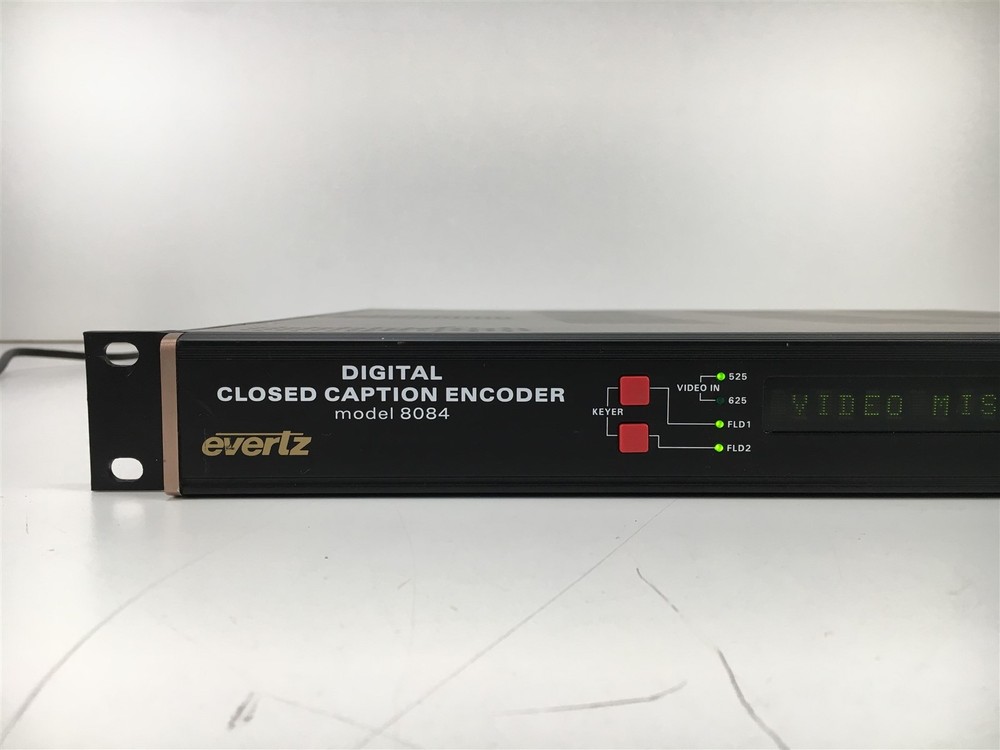 DIGITAL
CLOSED CAPTION ENCODER
model 8084
evertz
KEYER
VIDEO IN
525
625
FLD1
FLD2
VIDEO MIS